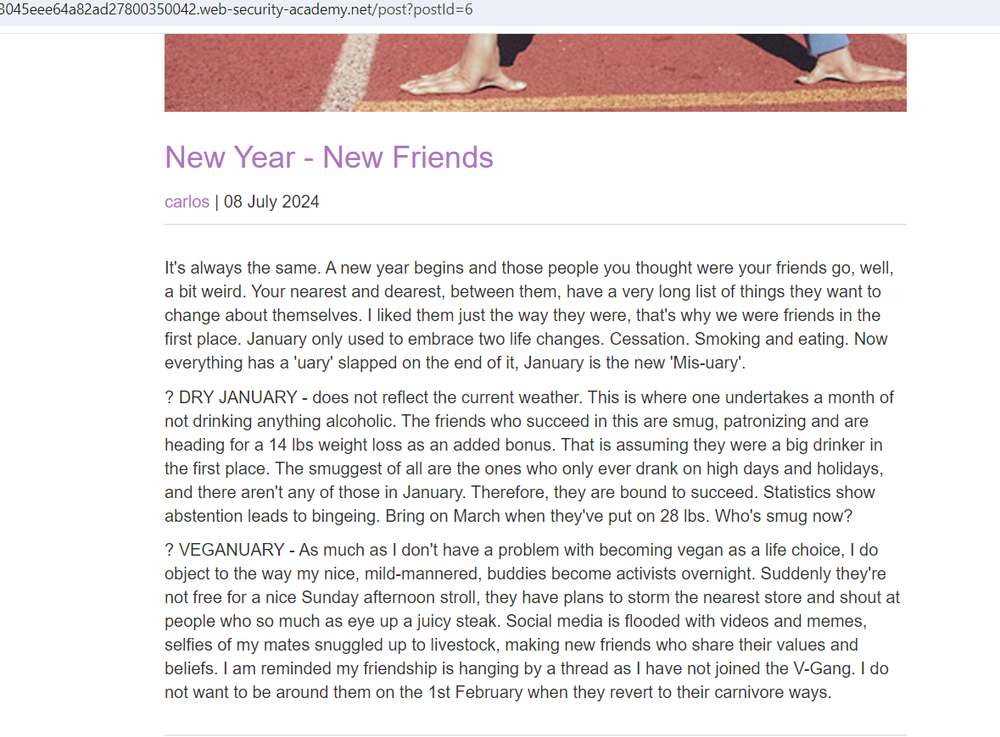 3045eee64a82ad27800350042.web-security-academy.net/post?postId=6
New Year - New Friends
carlos | 08 July 2024
It's always the same. A new year begins and those people you thought were your friends go, well,
a bit weird. Your nearest and dearest, between them, have a very long list of things they want to
change about themselves. I liked them just the way they were, that's why we were friends in the
first place. January only used to embrace two life changes. Cessation. Smoking and eating. Now
everything has a 'uary' slapped on the end of it, January is the new 'Mis-uary'.
? DRY JANUARY - does not reflect the current weather. This is where one undertakes a month of
not drinking anything alcoholic. The friends who succeed in this are smug, patronizing and are
heading for a 14 lbs weight loss as an added bonus. That is assuming they were a big drinker in
the first place. The smuggest of all are the ones who only ever drank on high days and holidays,
and there aren't any of those in January. Therefore, they are bound to succeed. Statistics show
abstention leads to bingeing. Bring on March when they've put on 28 lbs. Who's smug now?
? VEGANUARY - As much as I don't have a problem with becoming vegan as a life choice, I do
object to the way my nice, mild-mannered, buddies become activists overnight. Suddenly they're
not free for a nice Sunday afternoon stroll, they have plans to storm the nearest store and shout at
people who so much as eye up a juicy steak. Social media is flooded with videos and memes,
selfies of my mates snuggled up to livestock, making new friends who share their values and
beliefs. I am reminded my friendship is hanging by a thread as I have not joined the V-Gang. I do
not want to be around them on the 1st February when they revert to their carnivore ways.